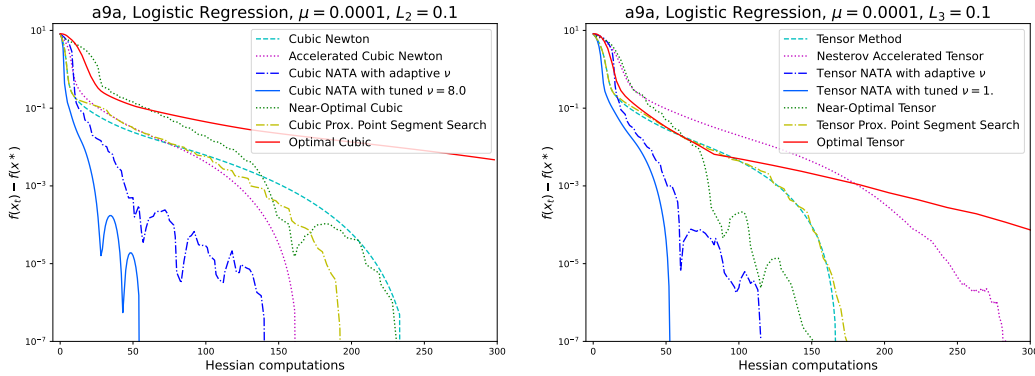 a9a, Logistic Regression, μ = 0.0001, L₂ = 0.1
f(xₜ) − f(x*)
10¹
10⁻¹
10⁻³
10⁻⁵
10⁻⁷
Cubic Newton
Accelerated Cubic Newton
Cubic NATA with adaptive ν
Cubic NATA with tuned ν = 8.0
Near-Optimal Cubic
Cubic Prox. Point Segment Search
Optimal Cubic
0 50 100 150 200 250 300
Hessian computations
a9a, Logistic Regression, μ = 0.0001, L₃ = 0.1
f(xₜ) − f(x*)
10¹
10⁻¹
10⁻³
10⁻⁵
10⁻⁷
Tensor Method
Nesterov Accelerated Tensor
Tensor NATA with adaptive ν
Tensor NATA with tuned ν = 1.
Near-Optimal Tensor
Tensor Prox. Point Segment Search
Optimal Tensor
0 50 100 150 200 250 300
Hessian computations